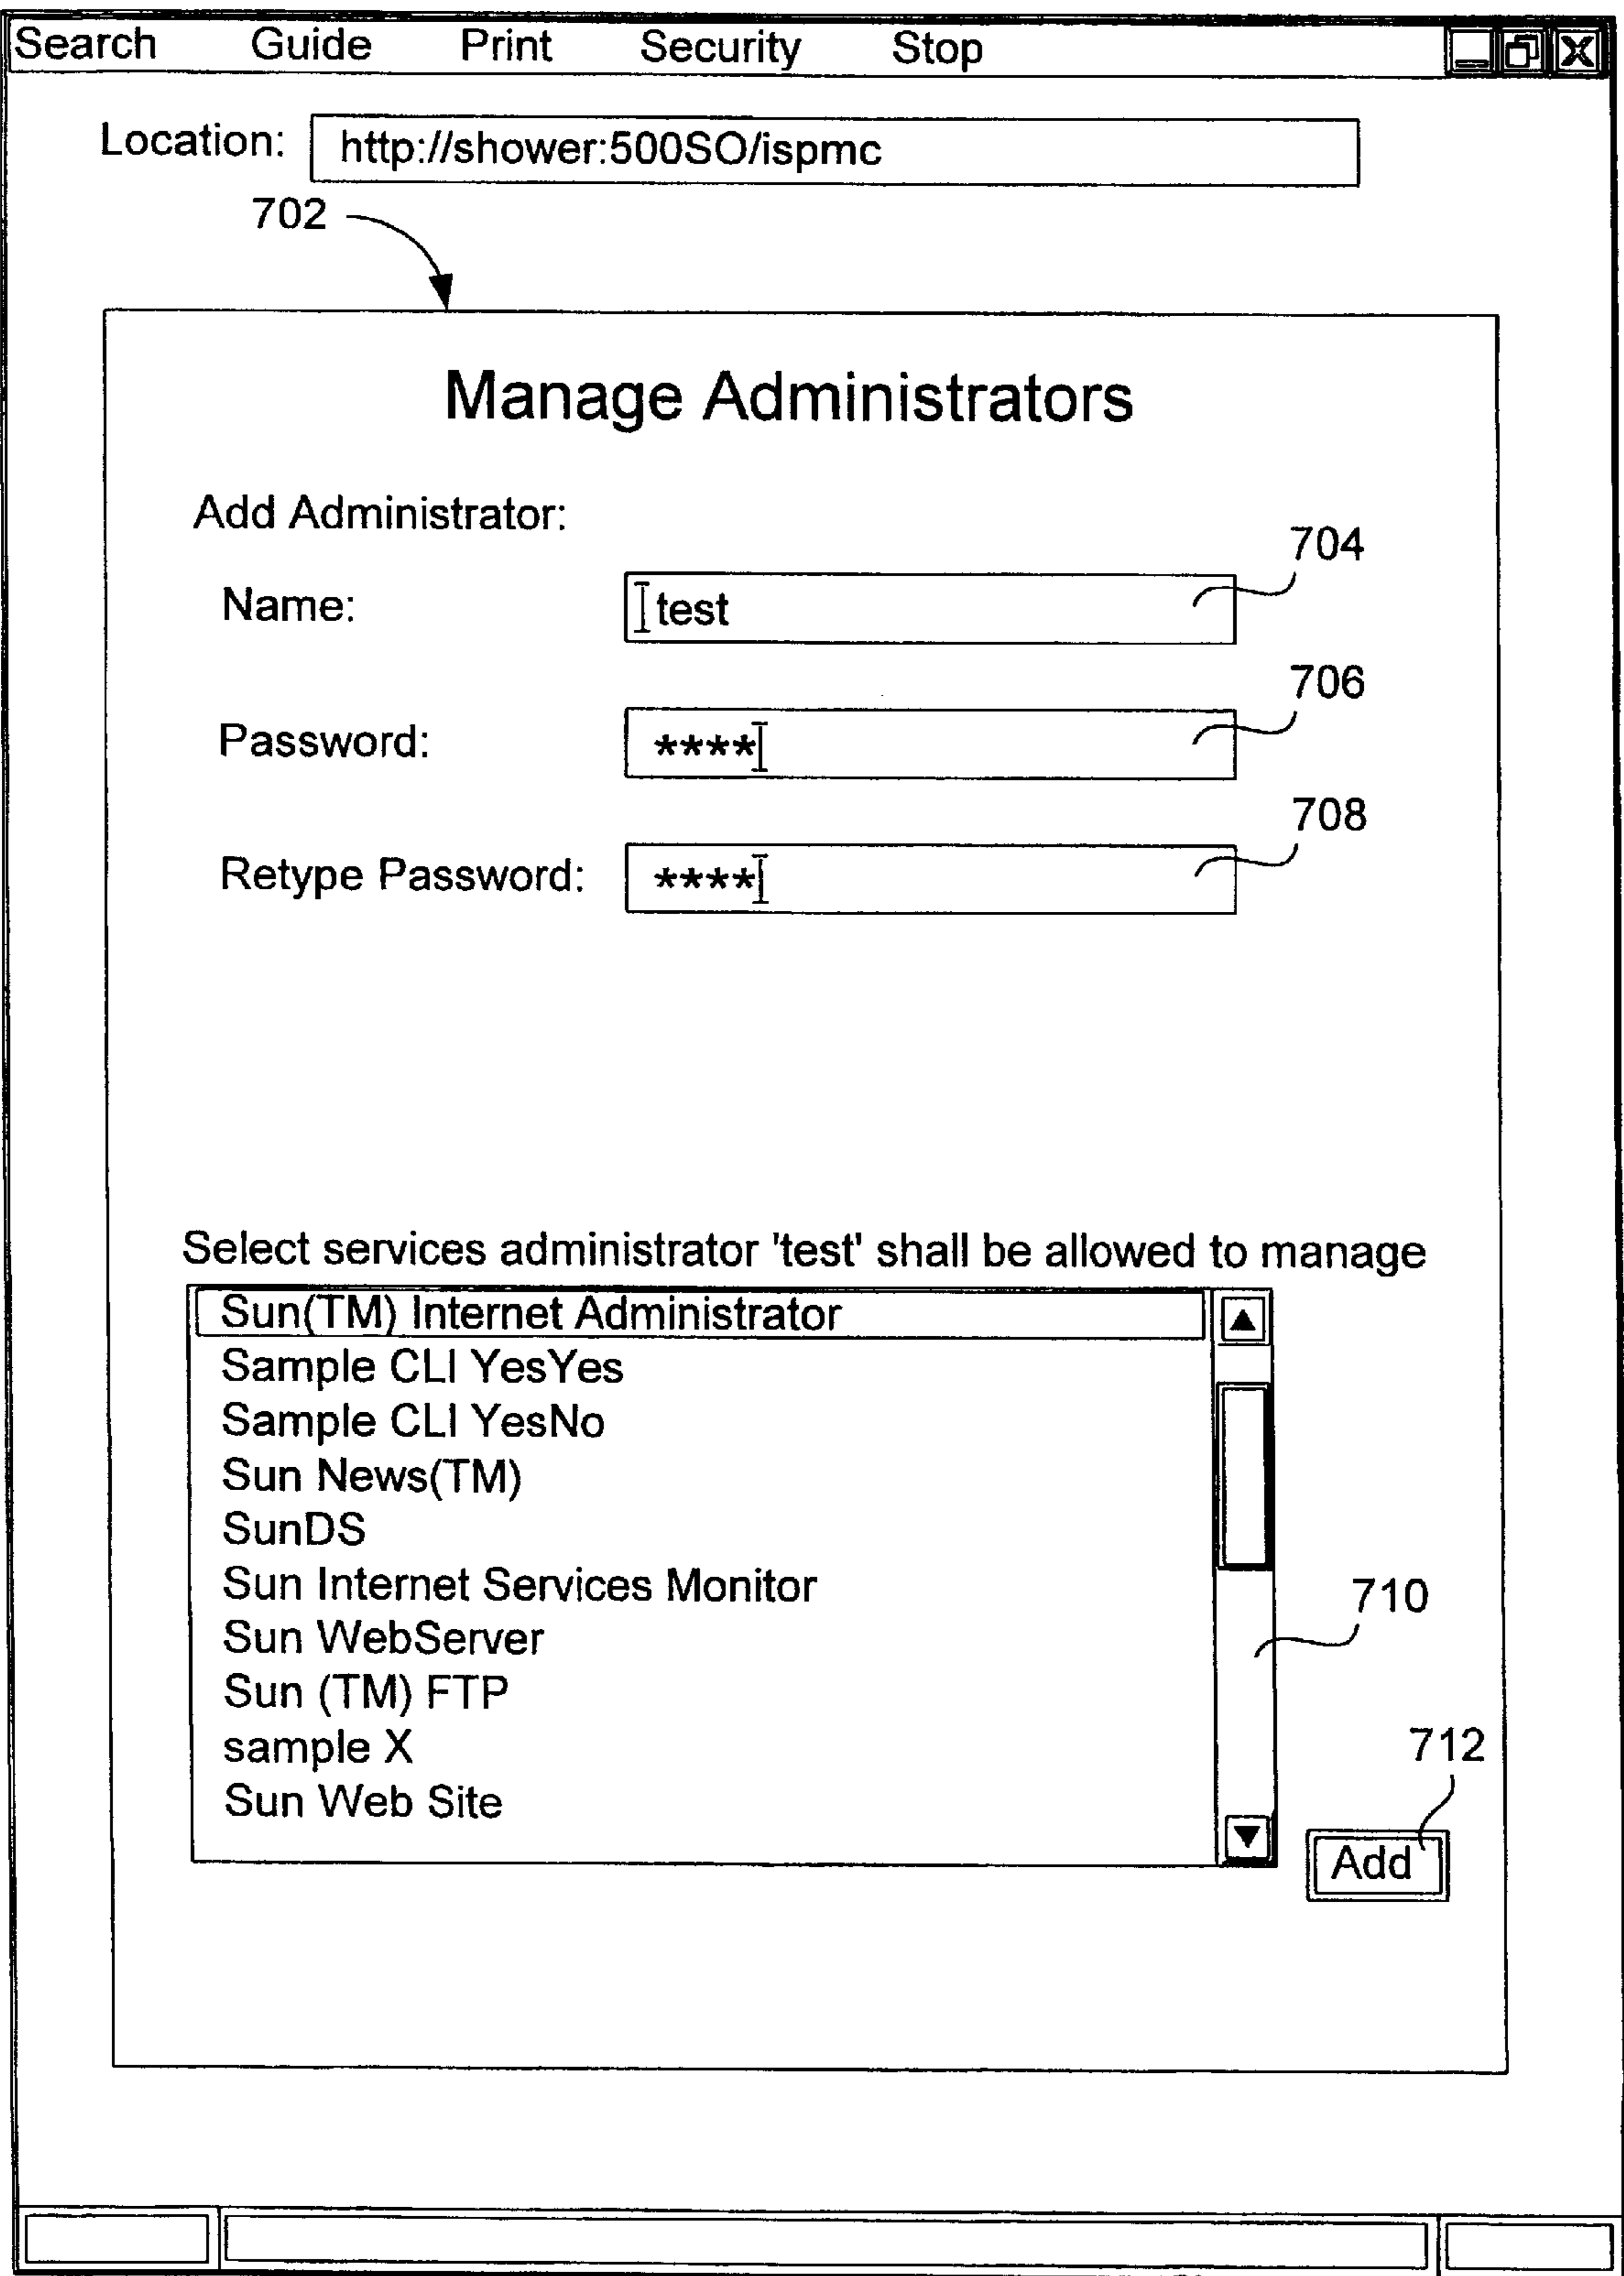 Search Guide Print Security Stop
Location: http://shower:500SO/ispmc
702
Manage Administrators
Add Administrator:
704
Name: test
706
Password: ****
708
Retype Password: ****
Select services administrator 'test' shall be allowed to manage
Sun(TM) Internet Administrator
Sample CLI YesYes
Sample CLI YesNo
Sun News(TM)
SunDS
Sun Internet Services Monitor
710
Sun WebServer
Sun (TM) FTP
sample X
712
Sun Web Site
Add